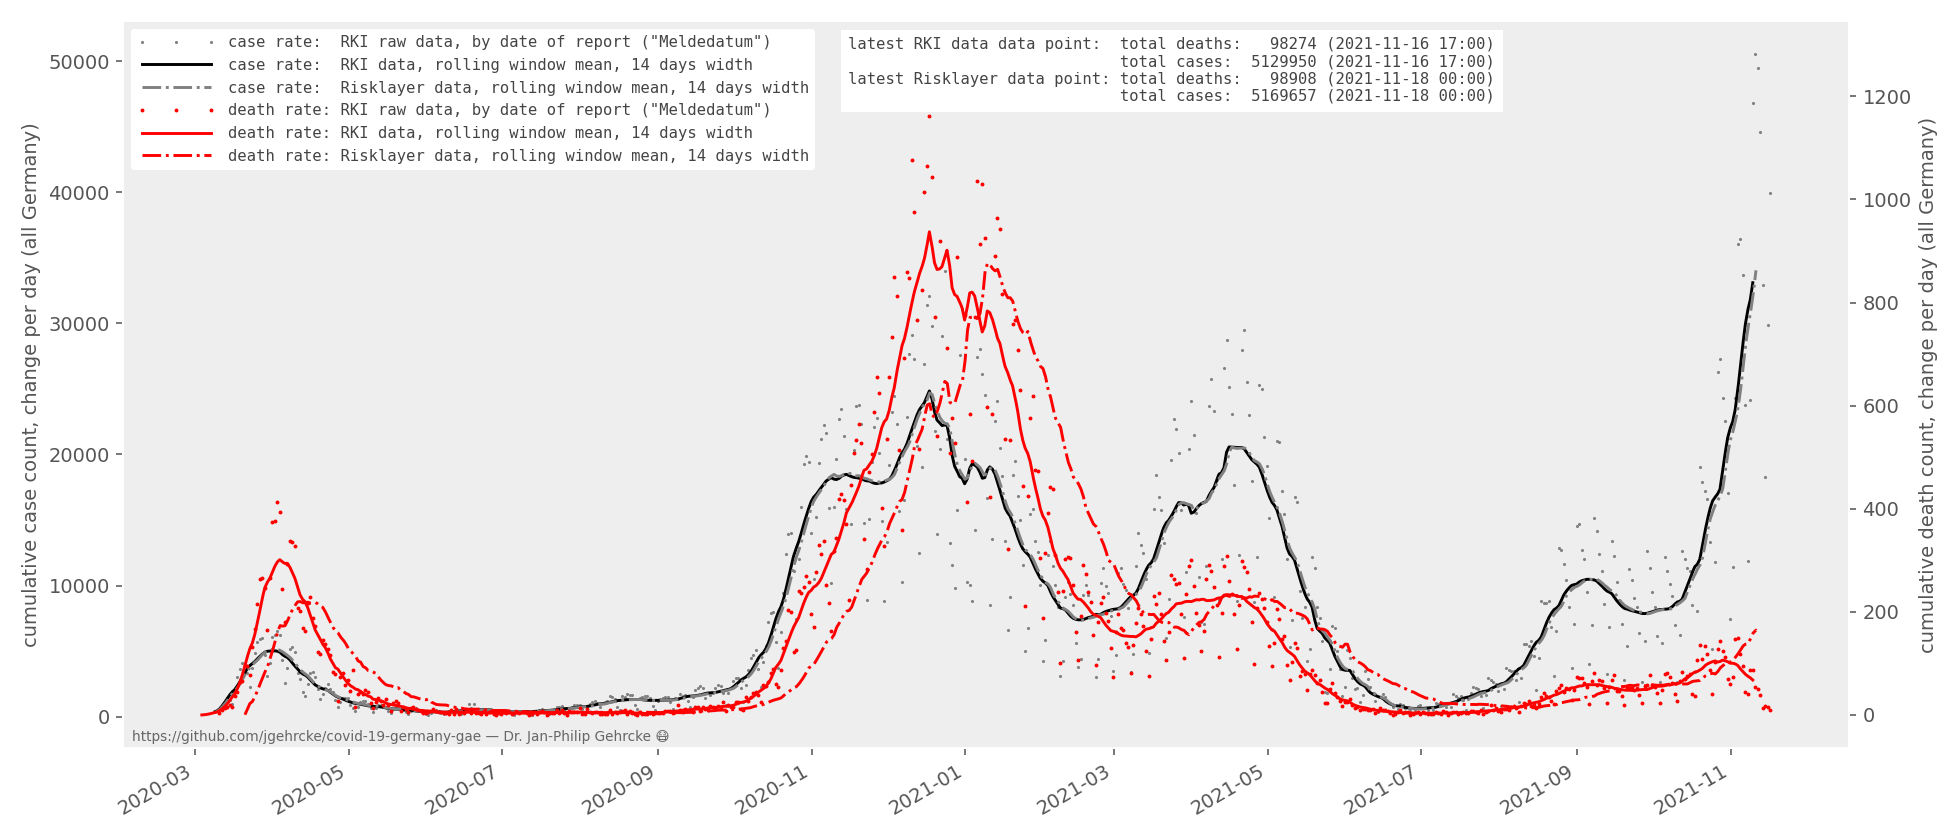 case rate:  RKI raw data, by date of report ("Meldedatum")
case rate:  RKI data, rolling window mean, 14 days width
case rate:  Risklayer data, rolling window mean, 14 days width
death rate: RKI raw data, by date of report ("Meldedatum")
death rate: RKI data, rolling window mean, 14 days width
death rate: Risklayer data, rolling window mean, 14 days width
latest RKI data data point:  total deaths:   98274 (2021-11-16 17:00)
total cases:  5129950 (2021-11-16 17:00)
latest Risklayer data point: total deaths:   98908 (2021-11-18 00:00)
total cases:  5169657 (2021-11-18 00:00)
cumulative case count, change per day (all Germany)
50000
40000
30000
20000
10000
0
cumulative death count, change per day (all Germany)
1200
1000
800
600
400
200
0
https://github.com/jgehrcke/covid-19-germany-gae — Dr. Jan-Philip Gehrcke 😷
2020-03
2020-05
2020-07
2020-09
2020-11
2021-01
2021-03
2021-05
2021-07
2021-09
2021-11